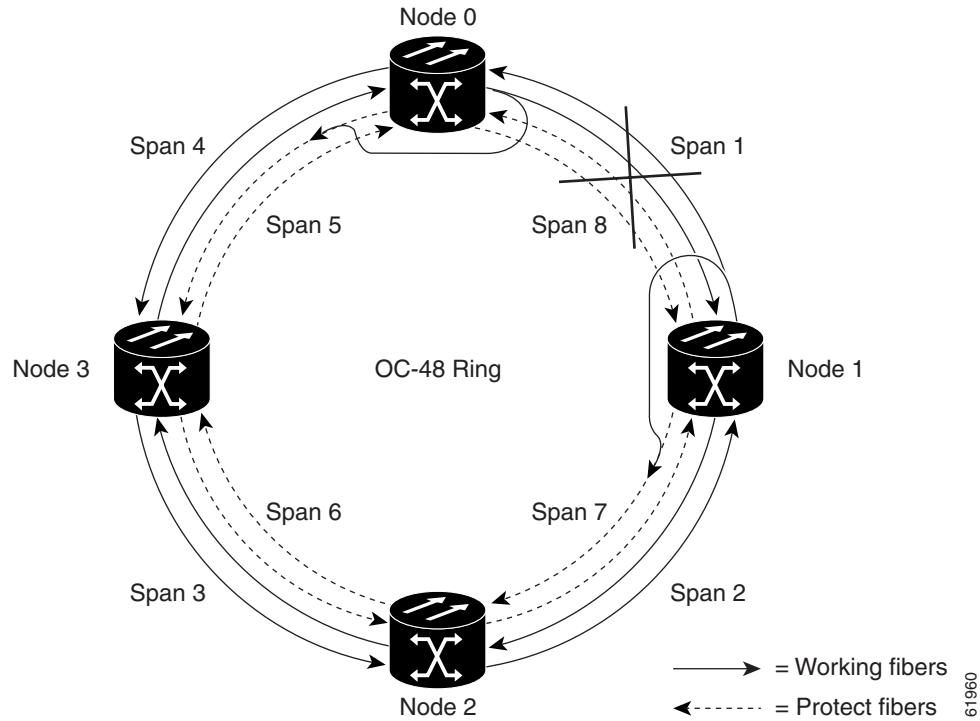 Node 0
Span 4
Span 1
Span 5
Span 8
Node 3
OC-48 Ring
Node 1
Span 6
Span 7
Span 3
Span 2
Node 2
= Working fibers
= Protect fibers
61960